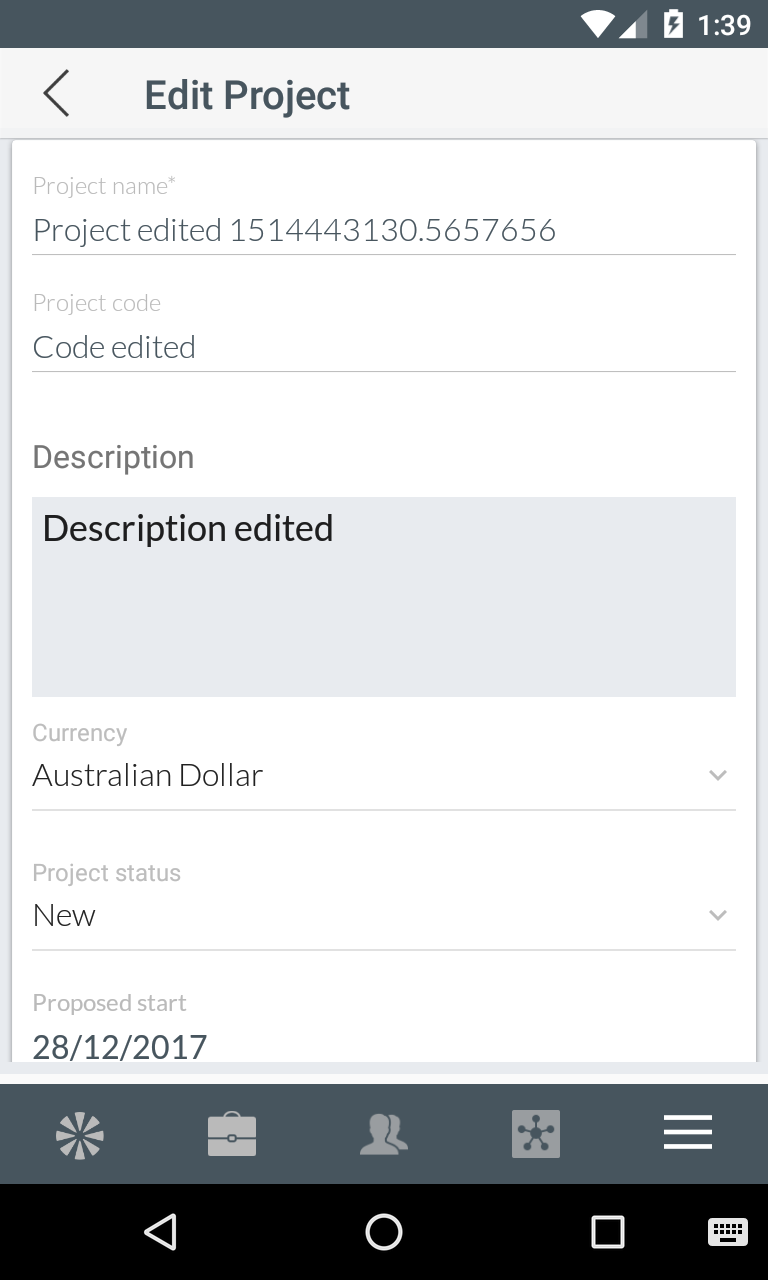 1:39
Edit Project
Project name*
Project edited 1514443130.5657656
Project code
Code edited
Description
Description edited
Currency
Australian Dollar
Project status
New
Proposed start
28/12/2017